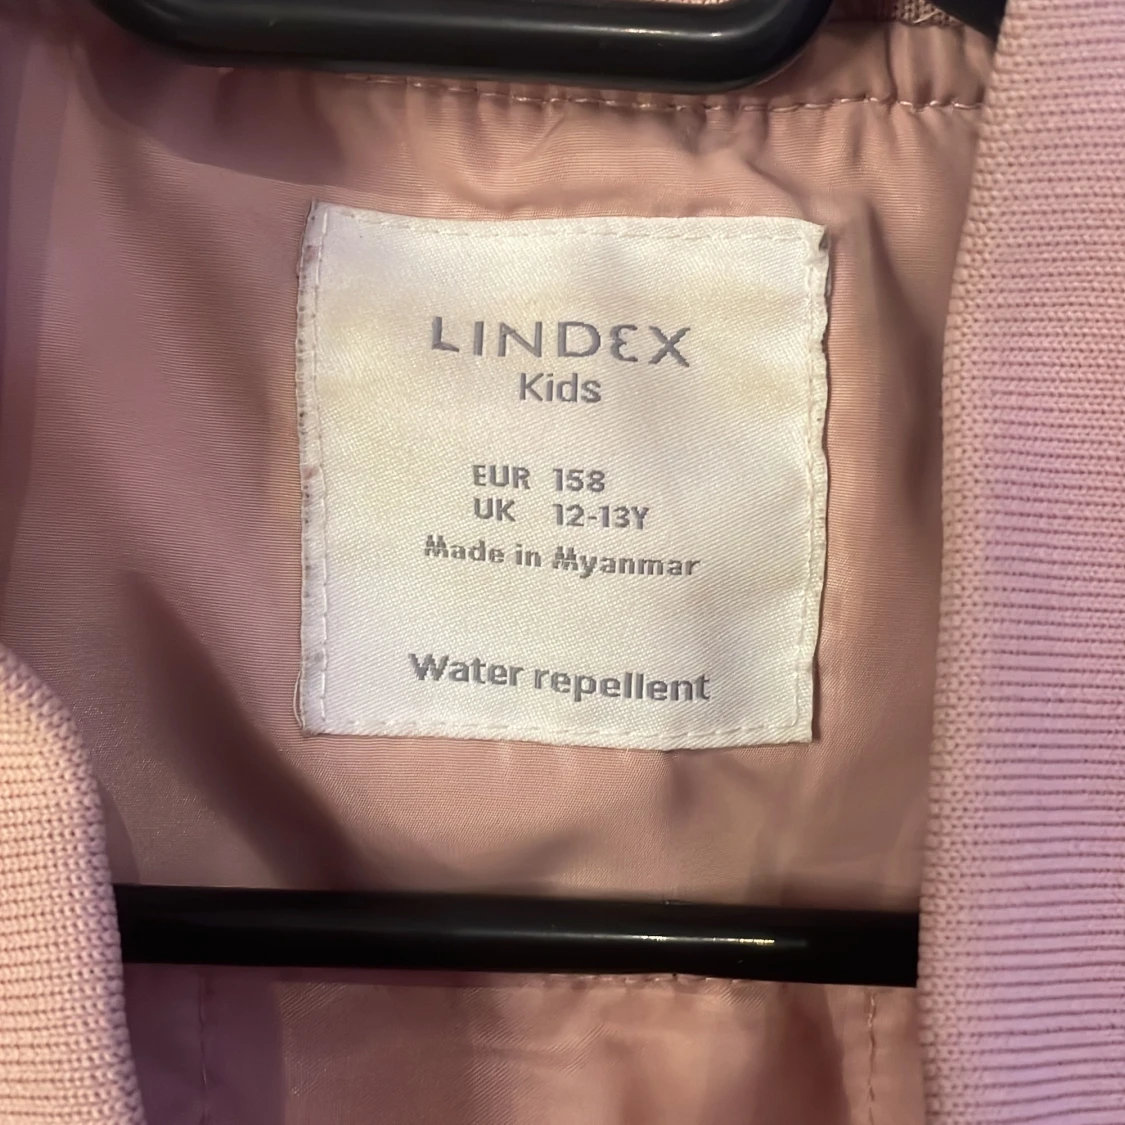 LINDEX
Kids
EUR 158
UK 12-13Y
Made in Myanmar
Water repellent